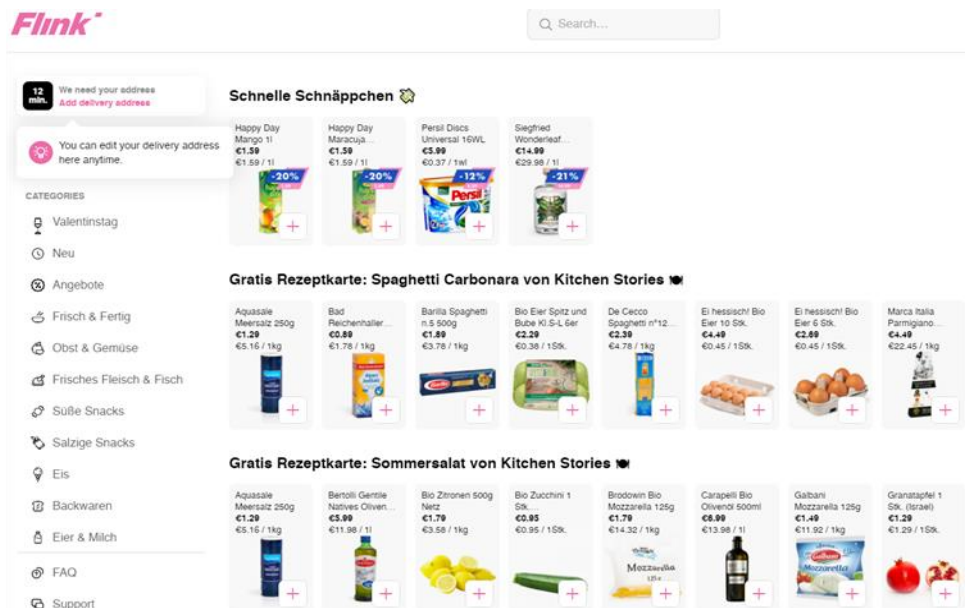 Flink
Search...
12 min.
We need your address
Add delivery address
You can edit your delivery address
here anytime.
CATEGORIES
Valentinstag
Neu
Angebote
Frisch & Fertig
Obst & Gemüse
Frisches Fleisch & Fisch
Süße Snacks
Salzige Snacks
Eis
Backwaren
Eier & Milch
FAQ
Support
Schnelle Schnäppchen
Happy Day
Mango 1l
€1.59
€1.59 / 1l
-20%
Happy Day
Maracuja...
€1.59
€1.59 / 1l
-20%
Persil Discs
Universal 16WL
€5.99
€0.37 / 1wl
-12%
Persil
Siegfried
Wonderleaf...
€14.99
€29.98 / 1l
-21%
Gratis Rezeptkarte: Spaghetti Carbonara von Kitchen Stories
Aquasale
Meersalz 250g
€1.29
€5.16 / 1kg
Bad
Reichenhaller...
€0.89
€1.78 / 1kg
Barilla Spaghetti
n.5 500g
€1.89
€3.78 / 1kg
Bio Eier Spitz und
Bube Kl.S-L 6er
€2.29
€0.38 / 1Stk.
De Cecco
Spaghetti n°12...
€2.39
€4.78 / 1kg
Ei hessisch! Bio
Eier 10 Stk.
€4.49
€0.45 / 1Stk.
Ei hessisch! Bio
Eier 6 Stk.
€2.69
€0.45 / 1Stk.
Marca Italia
Parmigiano...
€4.49
€22.45 / 1kg
Gratis Rezeptkarte: Sommersalat von Kitchen Stories
Aquasale
Meersalz 250g
€1.29
€5.16 / 1kg
Bertolli Gentile
Natives Oliven...
€5.99
€11.98 / 1l
Bio Zitronen 500g
Netz
€1.79
€3.58 / 1kg
Bio Zucchini 1
Stk....
€0.95
€0.95 / 1Stk.
Brodowin Bio
Mozzarella 125g
€1.79
€14.32 / 1kg
Mozzarella
Carapelli Bio
Olivenöl 500ml
€6.99
€13.98 / 1l
Galbani
Mozzarella 125g
€1.49
€11.92 / 1kg
Galbani
Mozzarella
Granatapfel 1
Stk. (Israel)
€1.29
€1.29 / 1Stk.